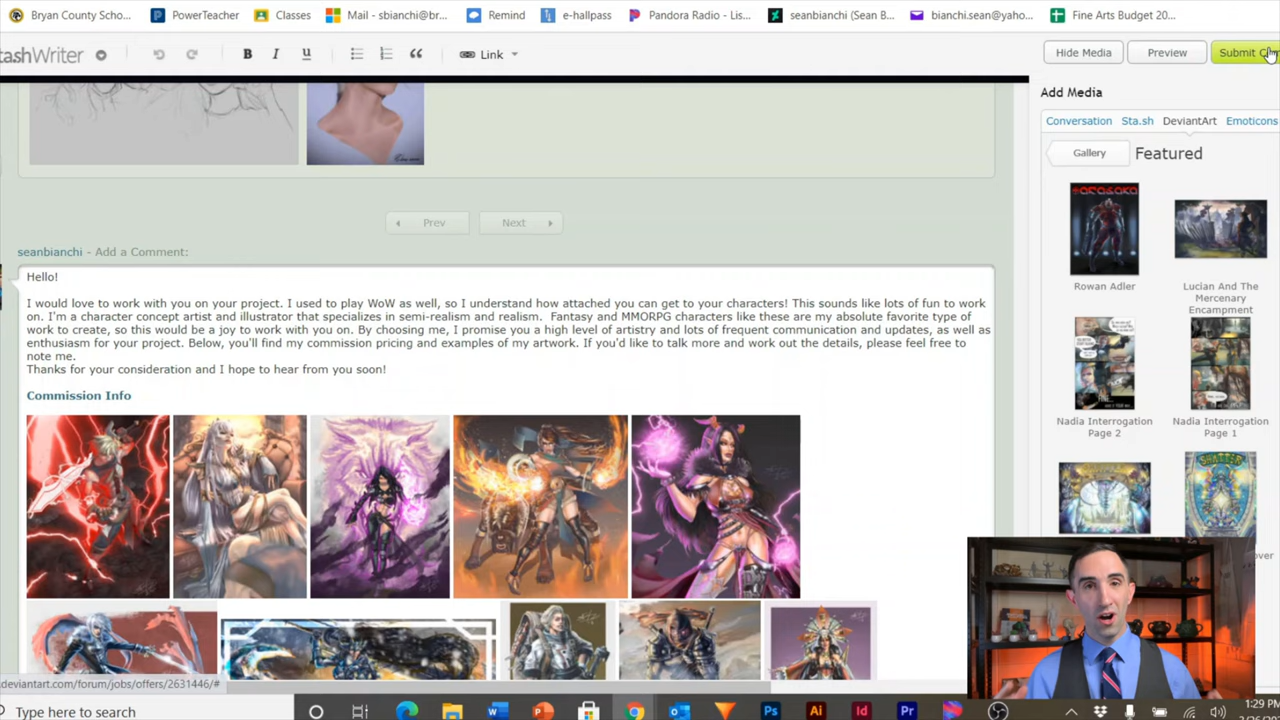 Bryan County Scho... PowerTeacher Classes Mail - sbianchi@br... Remind e-hallpass Pandora Radio - Lis... seanbianchi (Sean B... bianchi.sean@yaho... Fine Arts Budget 20...
tashWriter B I U Link Hide Media Preview Submit
Add Media
Conversation Sta.sh DeviantArt Emoticons
Gallery Featured
Prev Next
seanbianchi - Add a Comment:
Hello!
I would love to work with you on your project. I used to play WoW as well, so I understand how attached you can get to your characters! This sounds like lots of fun to work
on. I'm a character concept artist and illustrator that specializes in semi-realism and realism. Fantasy and MMORPG characters like these are my absolute favorite type of
work to create, so this would be a joy to work with you on. By choosing me, I promise you a high level of artistry and lots of frequent communication and updates, as well as
enthusiasm for your project. Below, you'll find my commission pricing and examples of my artwork. If you'd like to talk more and work out the details, please feel free to
note me.
Thanks for your consideration and I hope to hear from you soon!
Commission Info
Rowan Adler
Lucian And The
Mercenary
Encampment
Nadia Interrogation
Page 2
Nadia Interrogation
Page 1
SHATTER
over
deviantart.com/forum/jobs/offers/2631446/#
Type here to search
1:29 PM